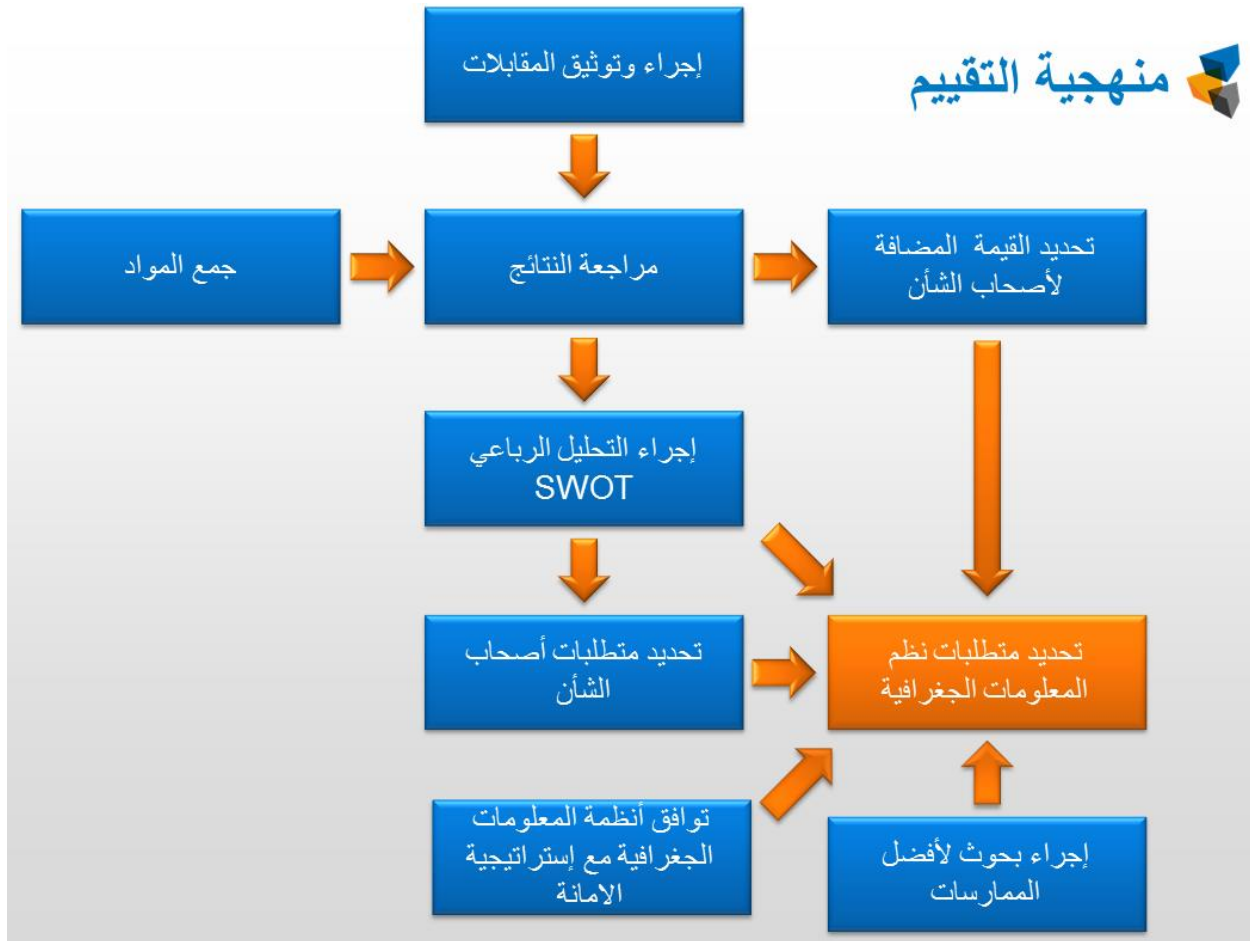 منهجية التقييم
إجراء وتوثيق المقابلات
تحديد القيمة المضافة
لأصحاب الشأن
مراجعة النتائج
جمع المواد
إجراء التحليل الرباعي
SWOT
تحديد متطلبات نظم
المعلومات الجغرافية
تحديد متطلبات أصحاب
الشأن
إجراء بحوث لأفضل
الممارسات
توافق أنظمة المعلومات
الجغرافية مع إستراتيجية
الامانة